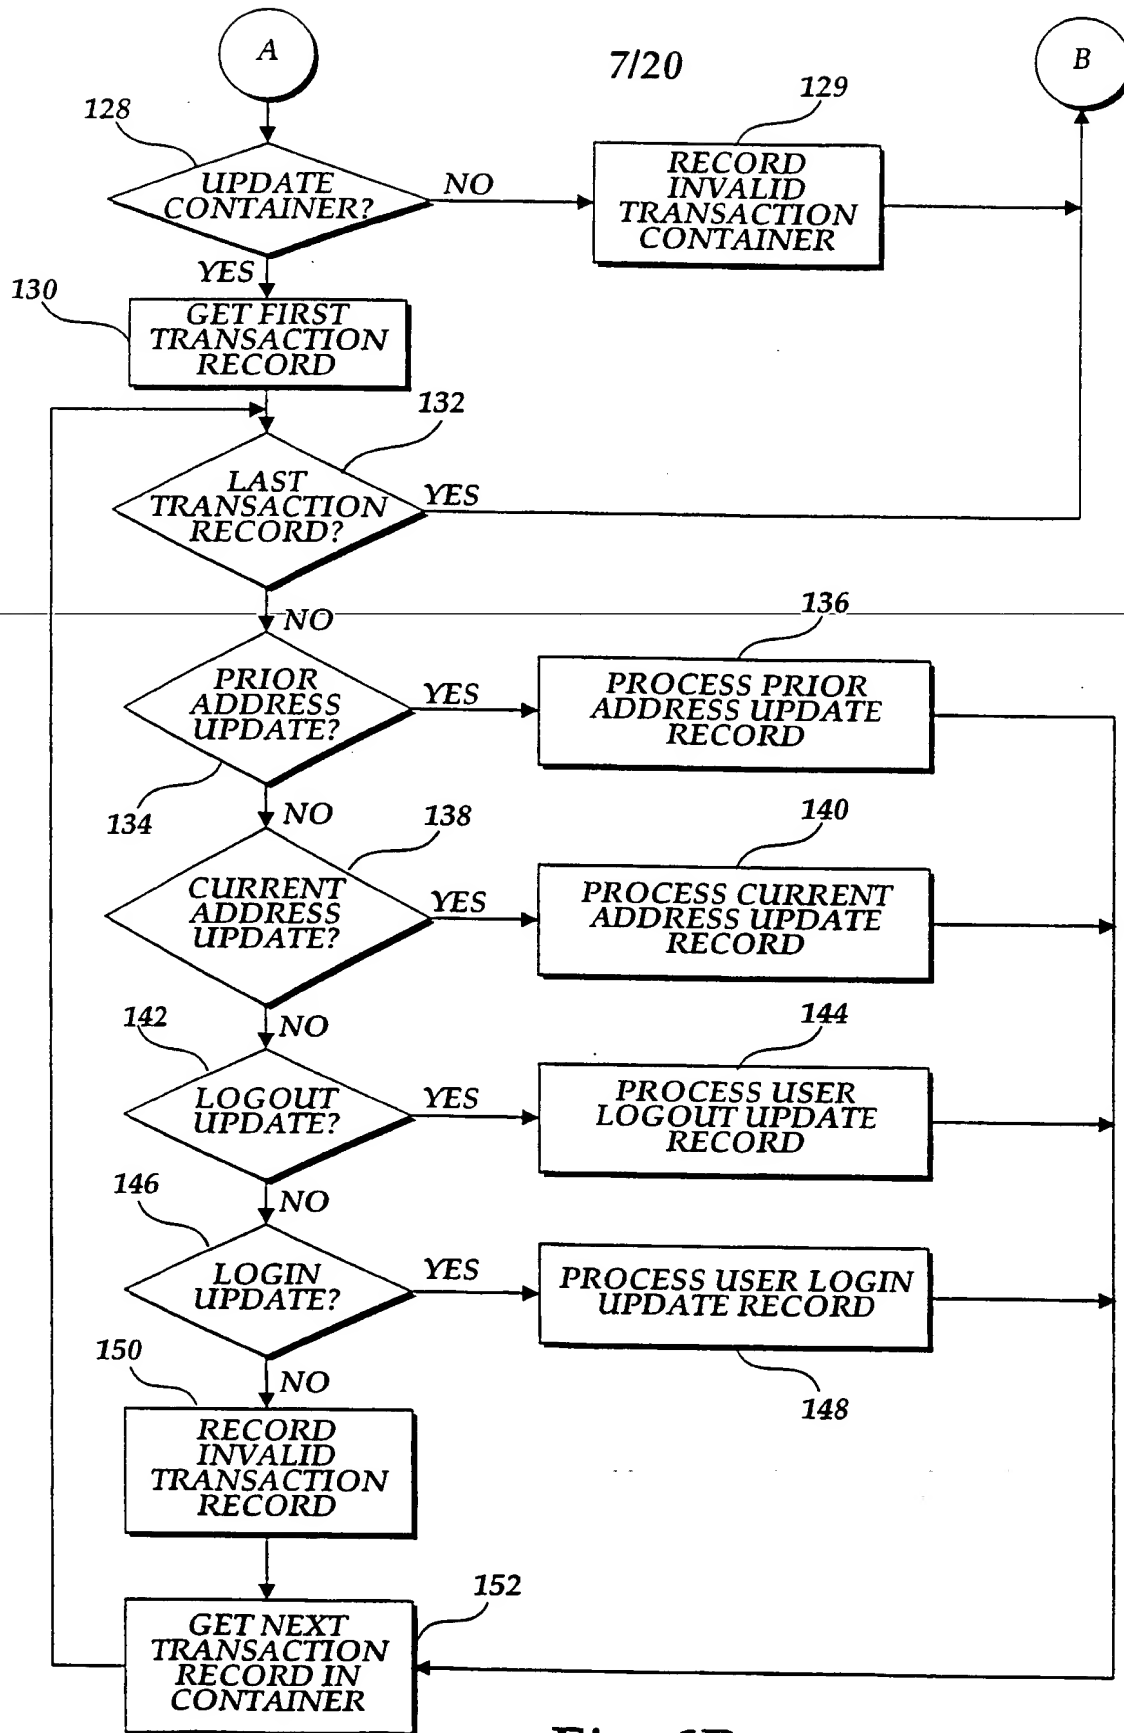 A
7/20
B
128
129
UPDATE
CONTAINER?
NO
RECORD
INVALID
TRANSACTION
CONTAINER
YES
130
GET FIRST
TRANSACTION
RECORD
132
LAST
TRANSACTION
RECORD?
YES
NO
136
PRIOR
ADDRESS
UPDATE?
YES
PROCESS PRIOR
ADDRESS UPDATE
RECORD
134
NO
138
140
CURRENT
ADDRESS
UPDATE?
YES
PROCESS CURRENT
ADDRESS UPDATE
RECORD
142
NO
144
LOGOUT
UPDATE?
YES
PROCESS USER
LOGOUT UPDATE
RECORD
146
NO
LOGIN
UPDATE?
YES
PROCESS USER LOGIN
UPDATE RECORD
148
150
NO
RECORD
INVALID
TRANSACTION
RECORD
152
GET NEXT
TRANSACTION
RECORD IN
CONTAINER